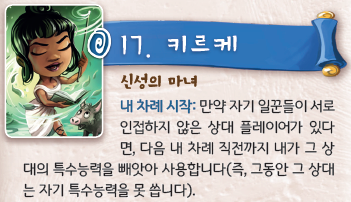 17. 키르케
신성의 마녀
내 차례 시작: 만약 자기 일꾼들이 서로
인접하지 않은 상대 플레이어가 있다
면, 다음 내 차례 직전까지 내가 그 상
대의 특수능력을 빼앗아 사용합니다(즉, 그동안 그 상대
는 자기 특수능력을 못 씁니다).